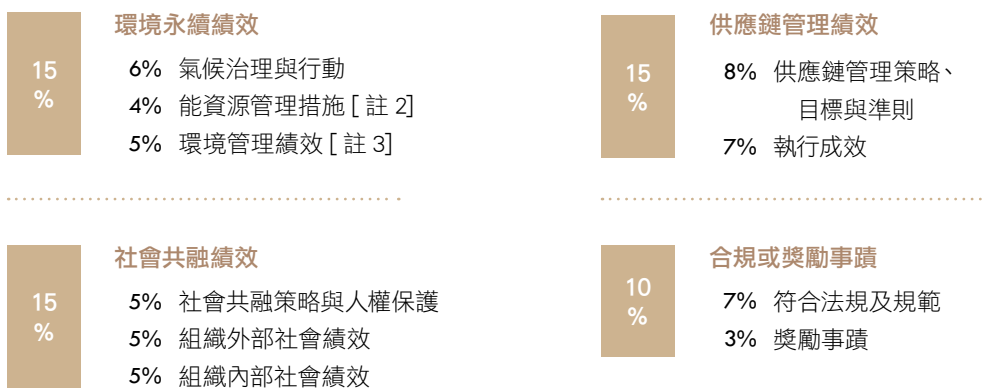 15
%
環境永續績效
6% 氣候治理與行動
4% 能資源管理措施 [ 註 2]
5% 環境管理績效 [ 註 3]
15
%
供應鏈管理績效
8% 供應鏈管理策略、
目標與準則
7% 執行成效
15
%
社會共融績效
5% 社會共融策略與人權保護
5% 組織外部社會績效
5% 組織內部社會績效
10
%
合規或獎勵事蹟
7% 符合法規及規範
3% 獎勵事蹟